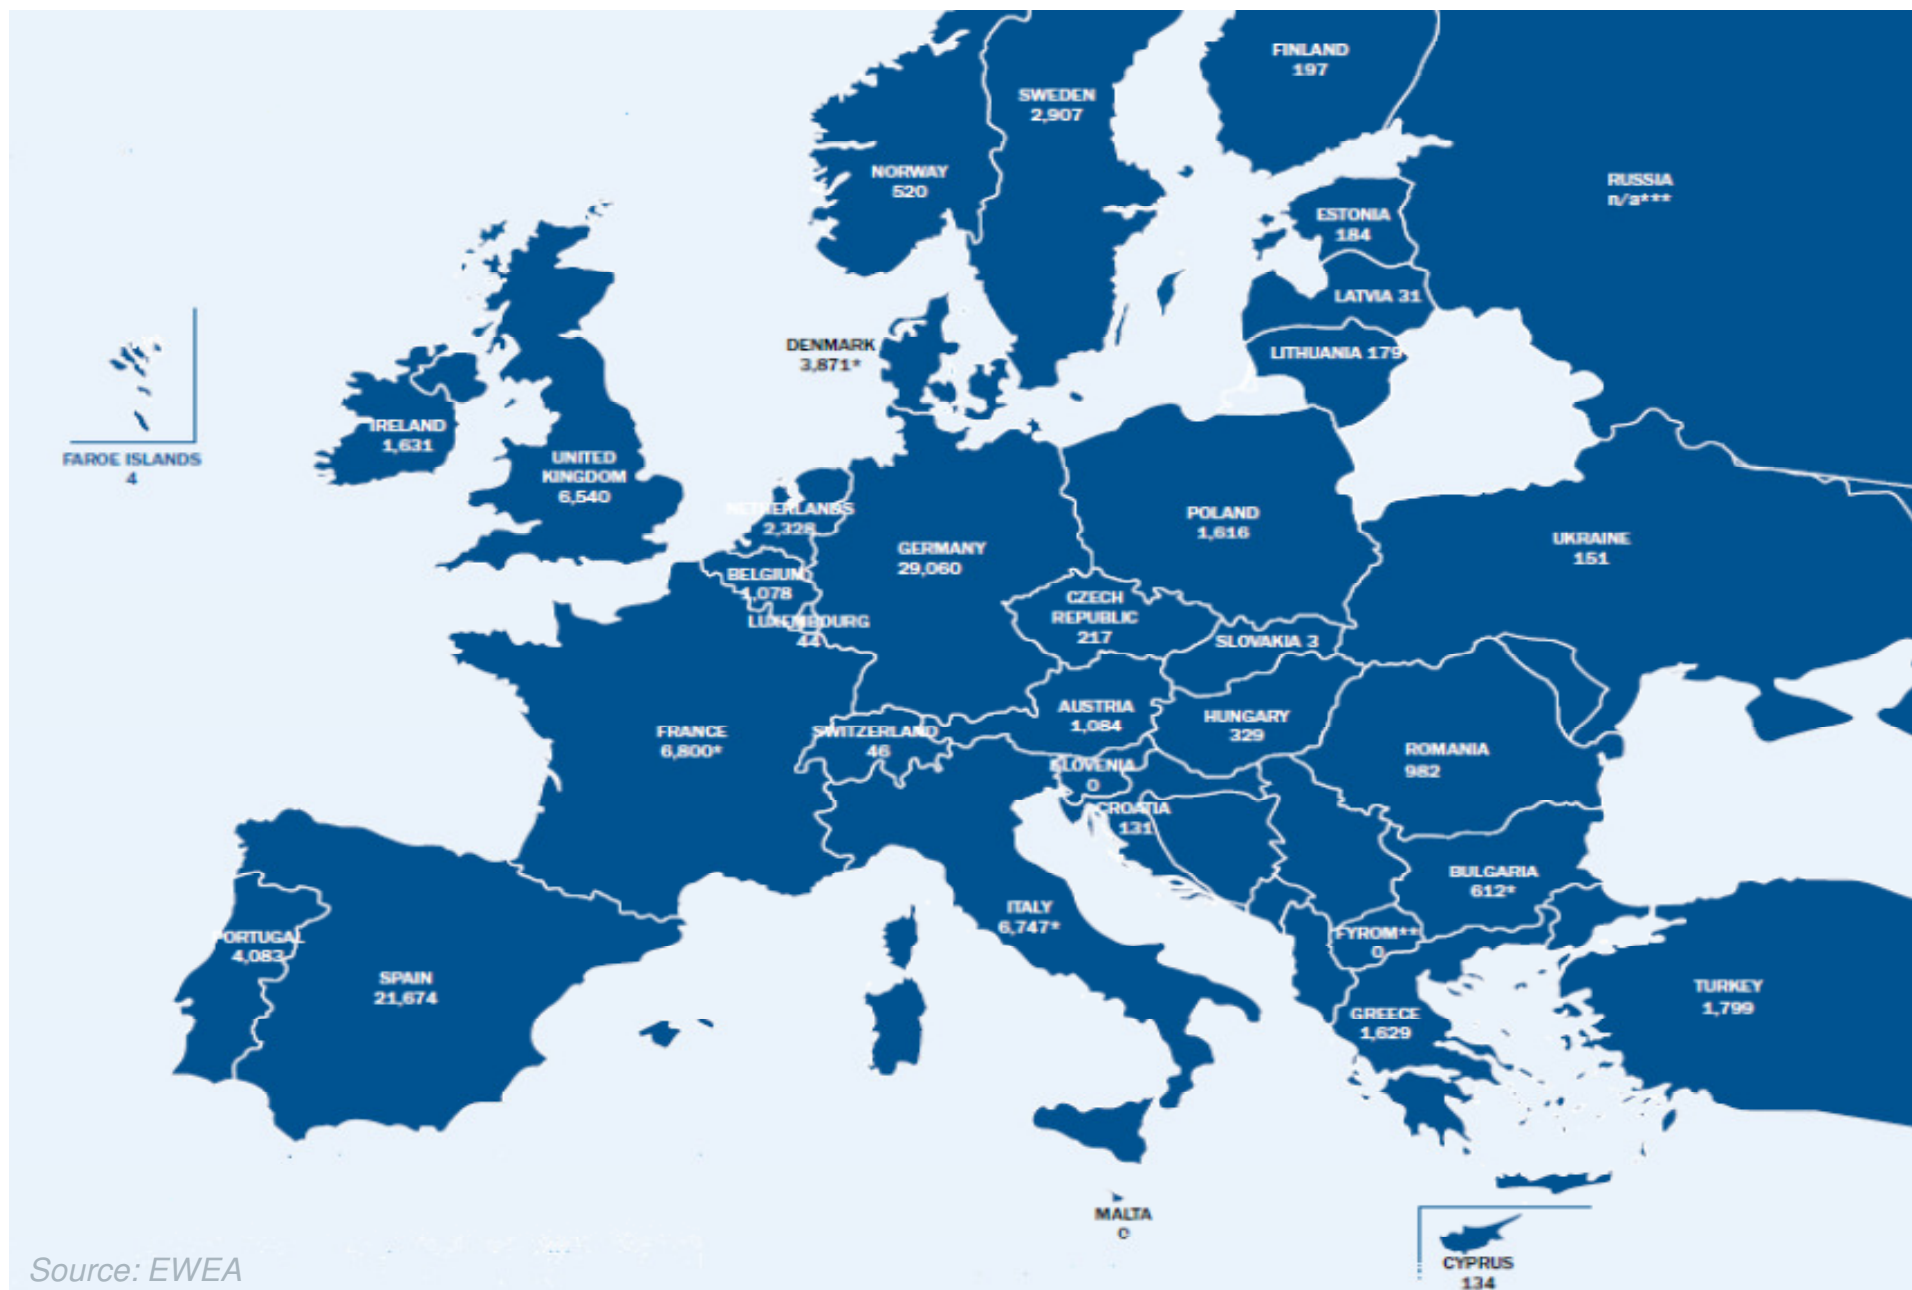 FINLAND
197
SWEDEN
2,907
NORWAY
520
RUSSIA
n/a***
ESTONIA
184
LATVIA 31
LITHUANIA 179
DENMARK
3,871*
IRELAND
1,631
UNITED
KINGDOM
6,540
FAROE ISLANDS
4
NETHERLANDS
2,328
POLAND
1,616
UKRAINE
151
GERMANY
29,060
BELGIUM
1,078
LUXEMBOURG
44
CZECH
REPUBLIC
217
SLOVAKIA 3
AUSTRIA
1,084
HUNGARY
329
FRANCE
6,800*
SWITZERLAND
46
ROMANIA
982
SLOVENIA
0
CROATIA
131
BULGARIA
612*
ITALY
6,747*
FYROM**
0
PORTUGAL
4,083
SPAIN
21,674
GREECE
1,629
TURKEY
1,799
MALTA
0
CYPRUS
134
Source: EWEA